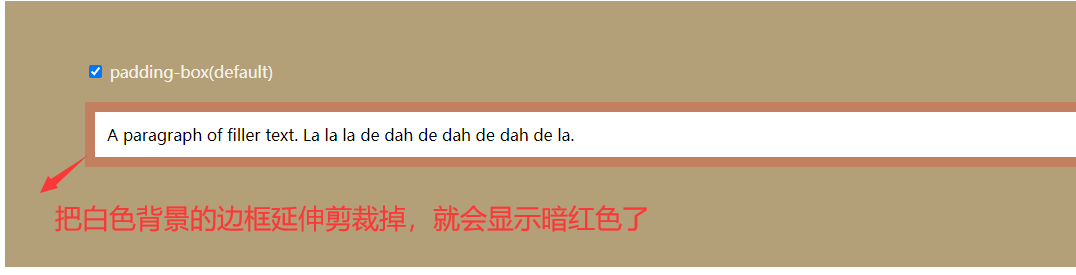 padding-box(default)
A paragraph of filler text. La la la de dah de dah de dah de la.
把白色背景的边框延伸剪裁掉，就会显示暗红色了